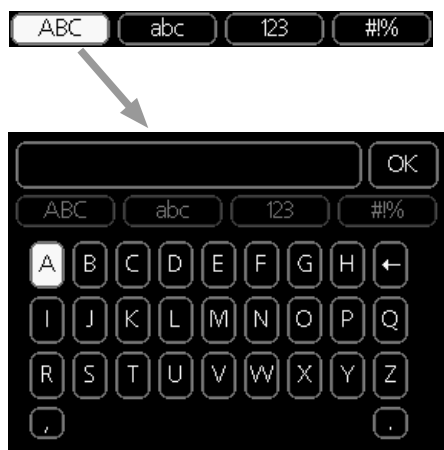 ABC abc 123 #!%
OK
ABC abc 123 #!%
A B C D E F G H ←
I J K L M N O P Q
R S T U V W X Y Z
, .